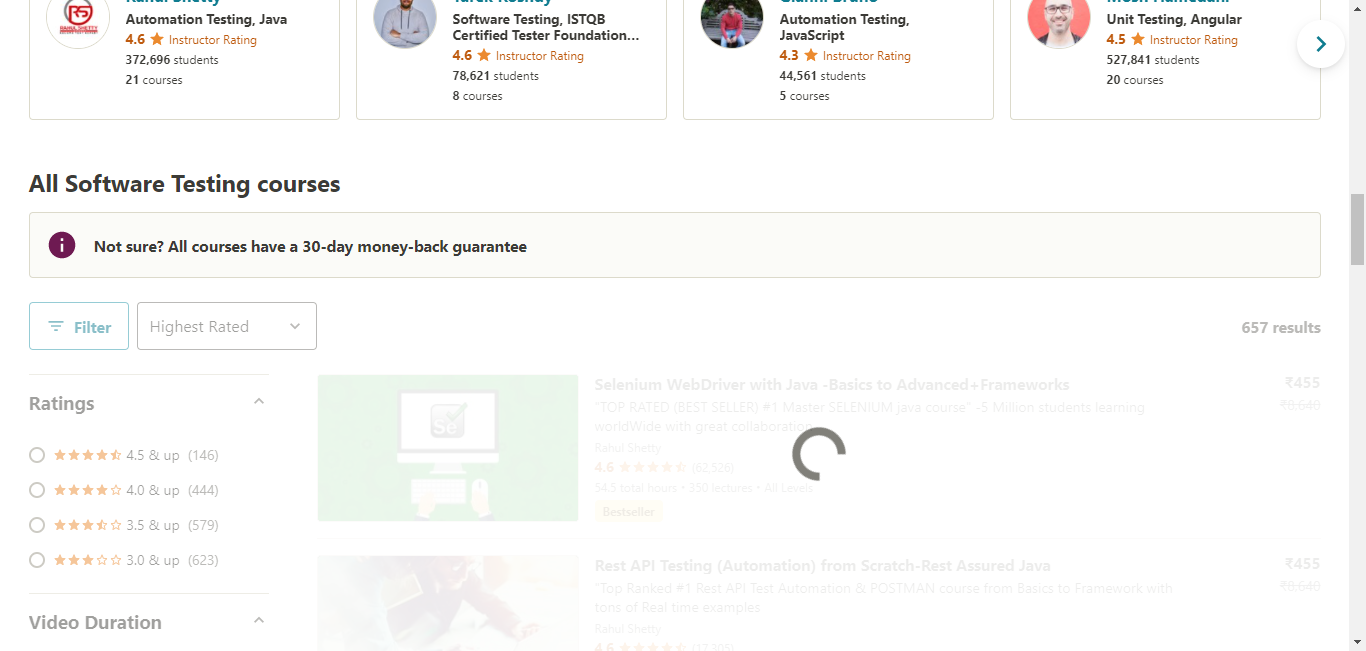 Rahul Shetty
Automation Testing, Java
4.6 Instructor Rating
372,696 students
21 courses
Software Testing, ISTQB
Certified Tester Foundation...
4.6 Instructor Rating
78,621 students
8 courses
Automation Testing,
JavaScript
4.3 Instructor Rating
44,561 students
5 courses
Unit Testing, Angular
4.5 Instructor Rating
527,841 students
20 courses
All Software Testing courses
Not sure? All courses have a 30-day money-back guarantee
Filter
Highest Rated
657 results
Ratings
4.5 & up (146)
4.0 & up (444)
3.5 & up (579)
3.0 & up (623)
Video Duration
Se
Selenium WebDriver with Java -Basics to Advanced+Frameworks
₹455
"TOP RATED (BEST SELLER) #1 Master SELENIUM java course" -5 Million students learning
₹8,640
worldWide with great collaboration
Rahul Shetty
4.6 (62,526)
54.5 total hours • 350 lectures • All Levels
Bestseller
Rest API Testing (Automation) from Scratch-Rest Assured Java
₹455
"Top Ranked #1 Rest API Test Automation & POSTMAN course from Basics to Framework with
₹8,640
tons of Real time examples
Rahul Shetty
4.6 (17,305)